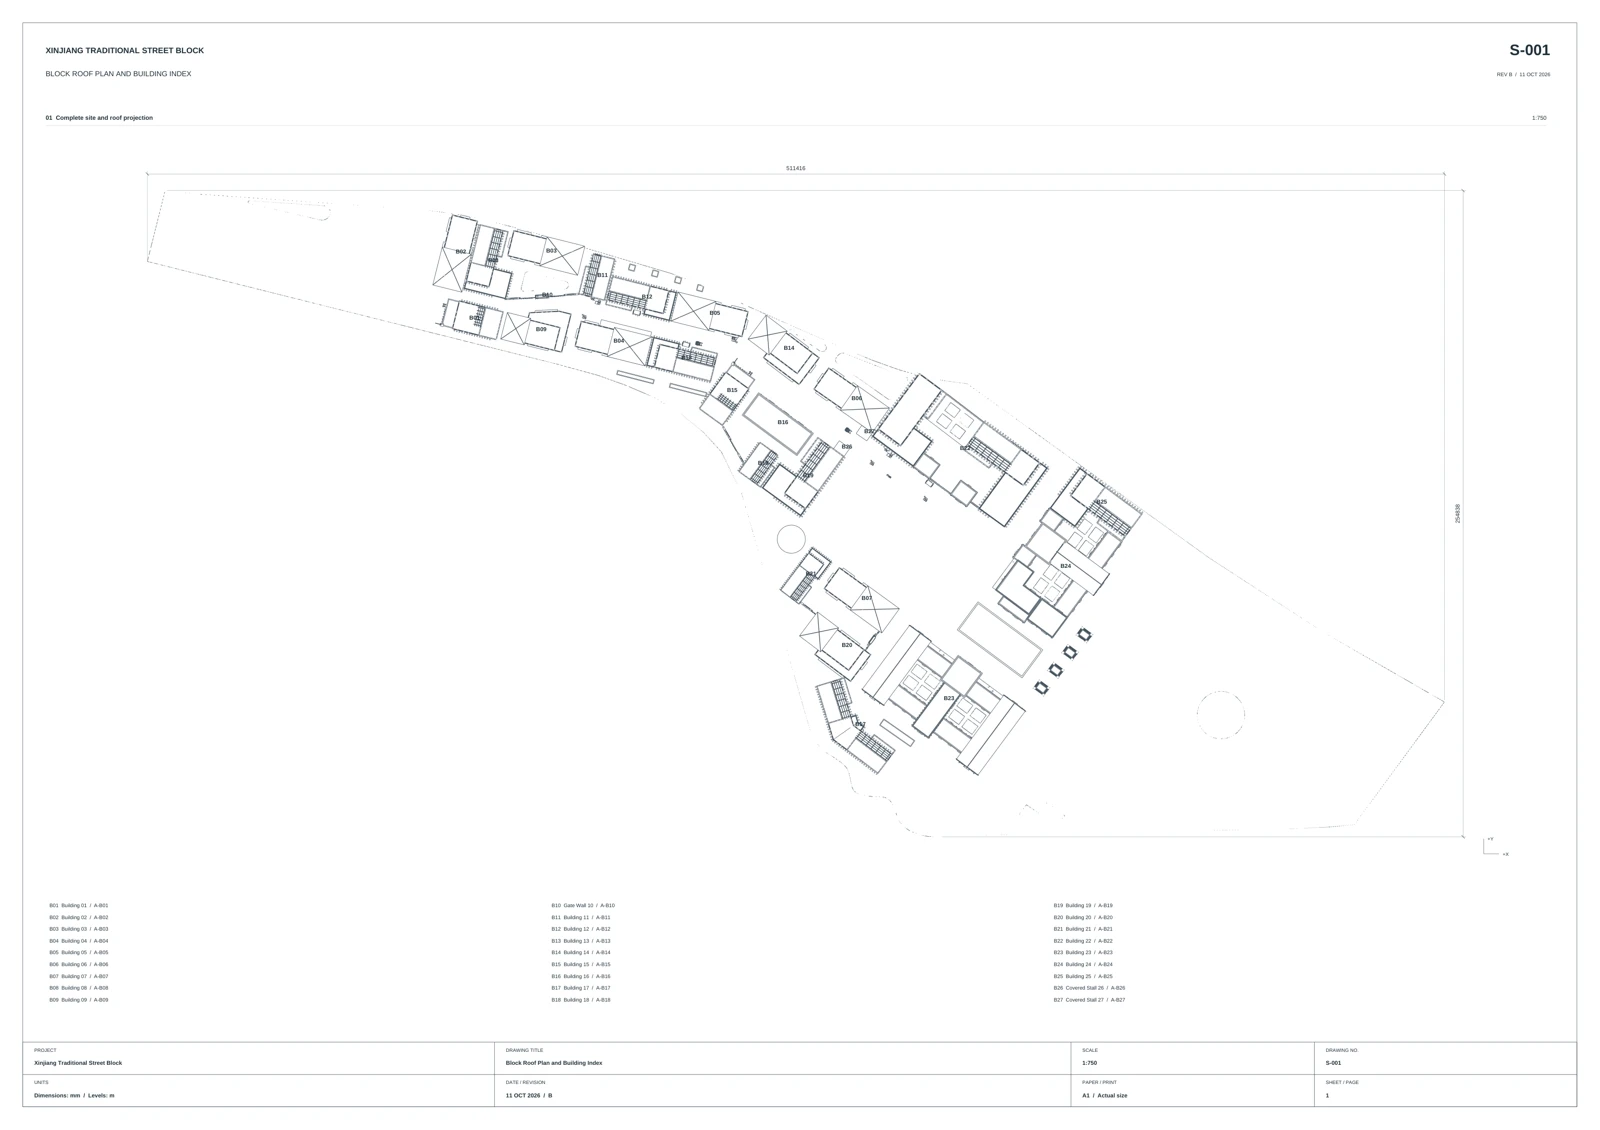 XINJIANG TRADITIONAL STREET BLOCK
S-001
BLOCK ROOF PLAN AND BUILDING INDEX
REV B / 11 OCT 2026
01 Complete site and roof projection
1:750
511416
B02
B03
B11
B12
B05
B09
B04
B14
B15
B06
B16
B26
B25
B24
254838
B07
B20
B23
+Y
+X
B01 Building 01 / A-B01
B02 Building 02 / A-B02
B03 Building 03 / A-B03
B04 Building 04 / A-B04
B05 Building 05 / A-B05
B06 Building 06 / A-B06
B07 Building 07 / A-B07
B08 Building 08 / A-B08
B09 Building 09 / A-B09
B10 Gate Wall 10 / A-B10
B11 Building 11 / A-B11
B12 Building 12 / A-B12
B13 Building 13 / A-B13
B14 Building 14 / A-B14
B15 Building 15 / A-B15
B16 Building 16 / A-B16
B17 Building 17 / A-B17
B18 Building 18 / A-B18
B19 Building 19 / A-B19
B20 Building 20 / A-B20
B21 Building 21 / A-B21
B22 Building 22 / A-B22
B23 Building 23 / A-B23
B24 Building 24 / A-B24
B25 Building 25 / A-B25
B26 Covered Stall 26 / A-B26
B27 Covered Stall 27 / A-B27
PROJECT
Xinjiang Traditional Street Block
DRAWING TITLE
Block Roof Plan and Building Index
SCALE
1:750
DRAWING NO.
S-001
UNITS
Dimensions: mm / Levels: m
DATE / REVISION
11 OCT 2026 / B
PAPER / PRINT
A1 / Actual size
SHEET / PAGE
1